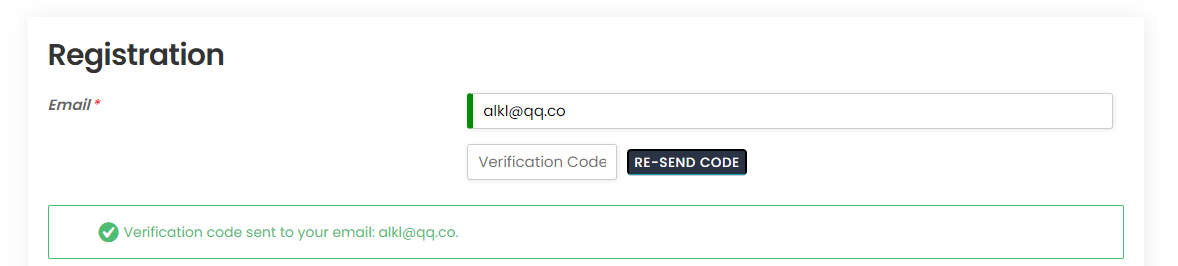 Registration
Email *
alkl@qq.co
Verification Code
RE-SEND CODE
Verification code sent to your email: alkl@qq.co.